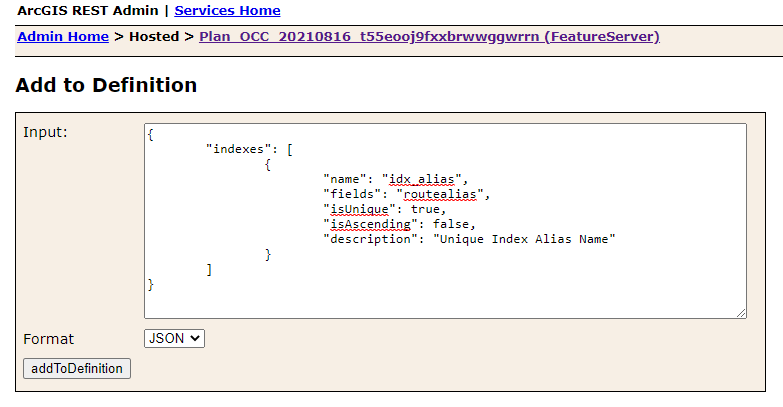 ArcGIS REST Admin | Services Home
Admin Home > Hosted > Plan_OCC_20210816_t55eooj9fxxbrwwggwrrn (FeatureServer)
Add to Definition
Input:
{
"indexes": [
{
"name": "idx_alias",
"fields": "routealias",
"isUnique": true,
"isAscending": false,
"description": "Unique Index Alias Name"
}
]
}
Format JSON
addToDefinition